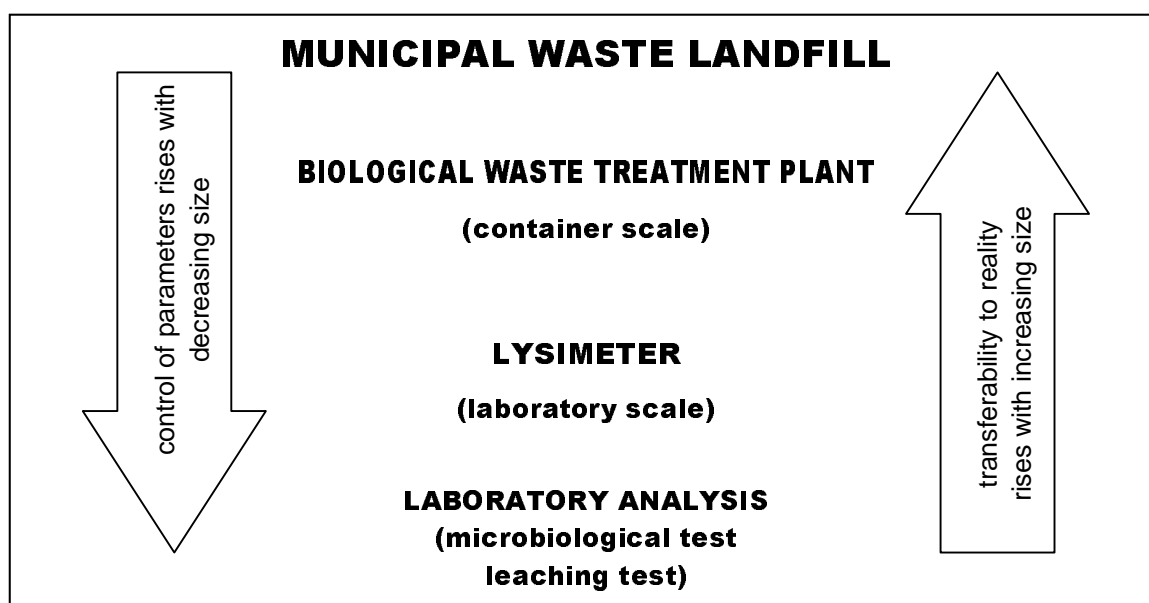 MUNICIPAL WASTE LANDFILL
control of parameters rises with
decreasing size
BIOLOGICAL WASTE TREATMENT PLANT
(container scale)
LYSIMETER
(laboratory scale)
LABORATORY ANALYSIS
(microbiological test
leaching test)
transferability to reality
rises with increasing size